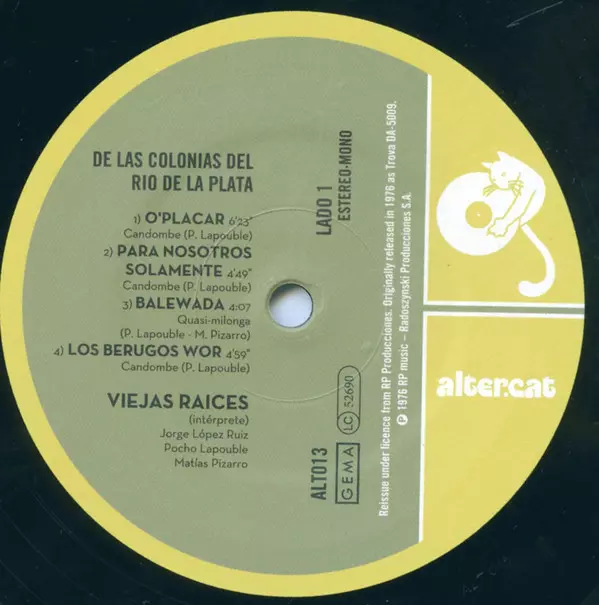 DE LAS COLONIAS DEL
RIO DE LA PLATA
1) O'PLACAR 6'23"
Candombe (P. Lapouble)
2) PARA NOSOTROS
SOLAMENTE 4'49"
Candombe (P. Lapouble)
3) BALEWADA 4:07
Quasi-milonga
(P. Lapouble - M. Pizarro)
4) LOS BERUGOS WOR 4'59"
Candombe (P. Lapouble)
VIEJAS RAICES
(intérprete)
Jorge López Ruiz
Pocho Lapouble
Matías Pizarro
LADO 1
ESTEREO-MONO
ALT013
GEMA
LC 52690
Reissue under licence from RP Producciones. Originally released in 1976 as Trova DA-5009.
℗ 1976 RP music – Radoszynski Producciones S.A.
alter.cat